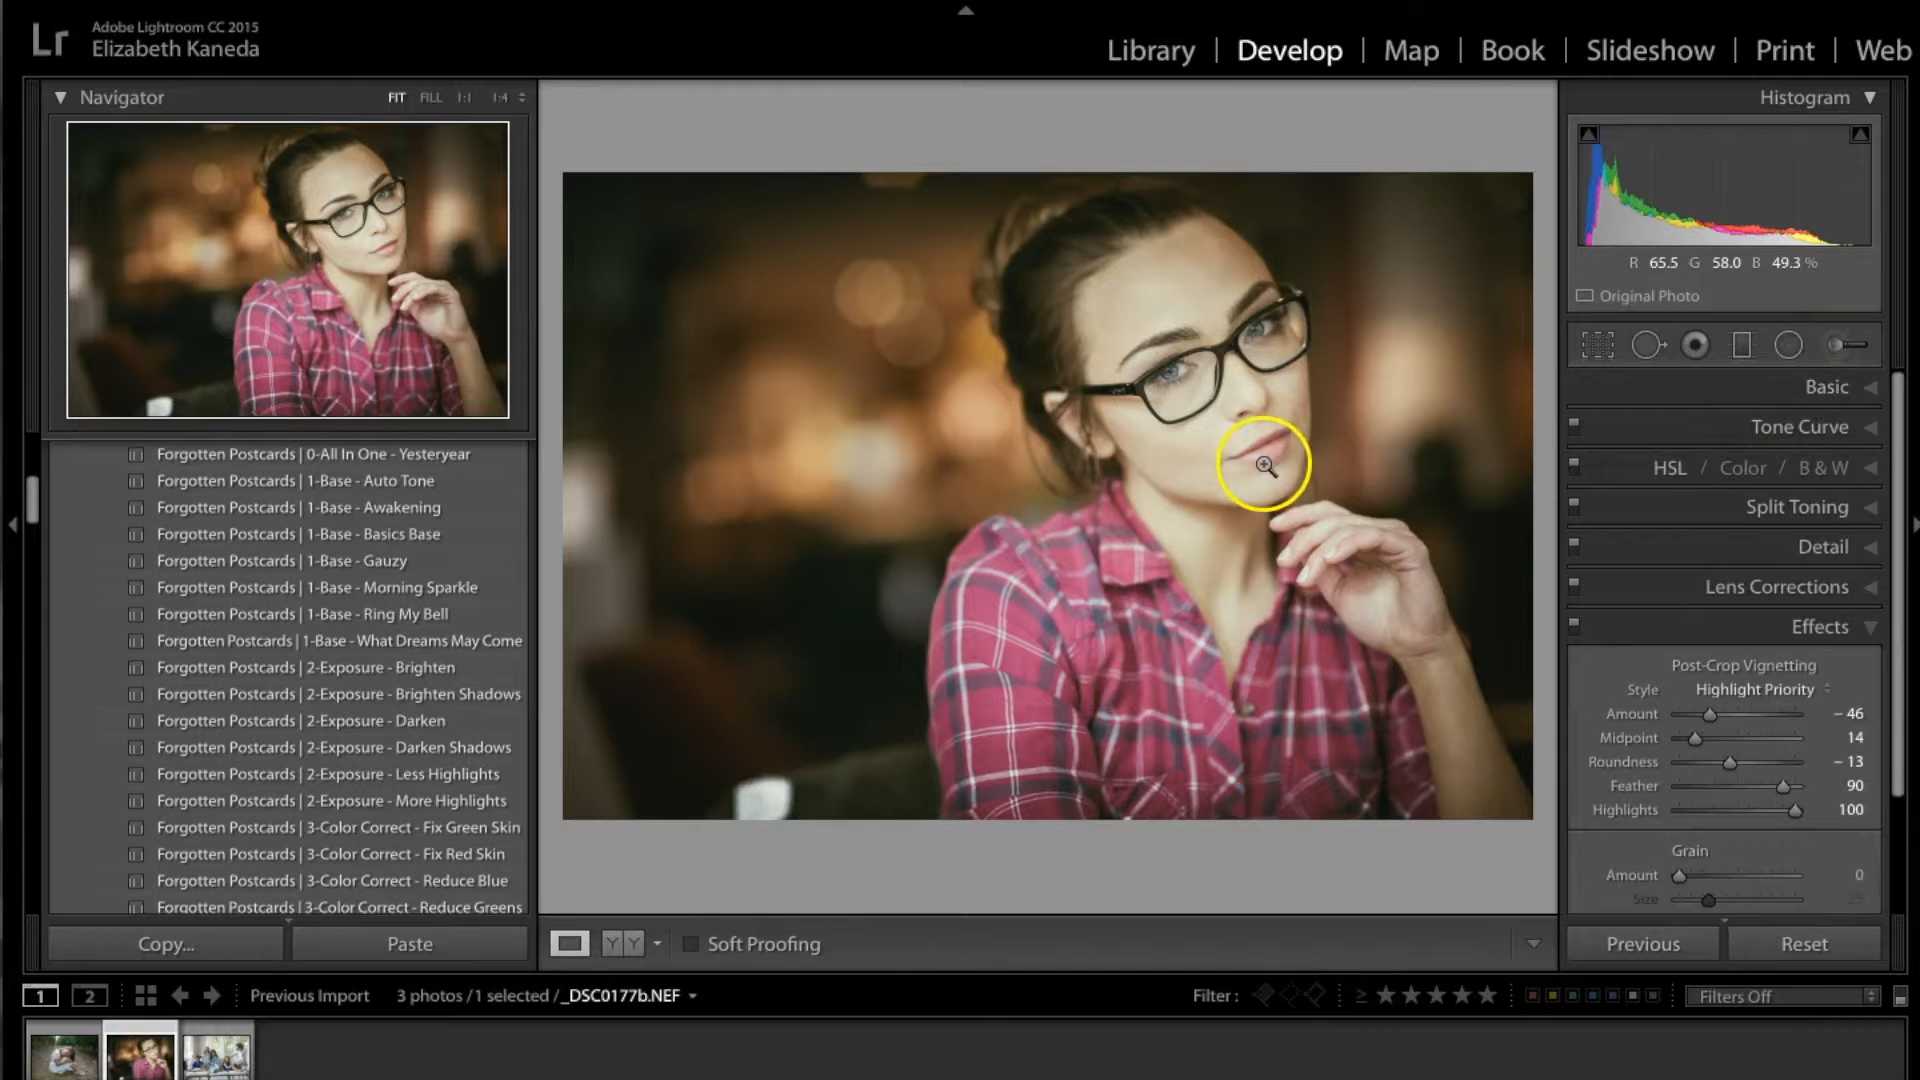 Lr
Adobe Lightroom CC 2015
Elizabeth Kaneda
Library | Develop | Map | Book | Slideshow | Print | Web
Navigator FIT FILL 1:1 1:4
Forgotten Postcards | 0-All In One - Yesteryear
Forgotten Postcards | 1-Base - Auto Tone
Forgotten Postcards | 1-Base - Awakening
Forgotten Postcards | 1-Base - Basics Base
Forgotten Postcards | 1-Base - Gauzy
Forgotten Postcards | 1-Base - Morning Sparkle
Forgotten Postcards | 1-Base - Ring My Bell
Forgotten Postcards | 1-Base - What Dreams May Come
Forgotten Postcards | 2-Exposure - Brighten
Forgotten Postcards | 2-Exposure - Brighten Shadows
Forgotten Postcards | 2-Exposure - Darken
Forgotten Postcards | 2-Exposure - Darken Shadows
Forgotten Postcards | 2-Exposure - Less Highlights
Forgotten Postcards | 2-Exposure - More Highlights
Forgotten Postcards | 3-Color Correct - Fix Green Skin
Forgotten Postcards | 3-Color Correct - Fix Red Skin
Forgotten Postcards | 3-Color Correct - Reduce Blue
Forgotten Postcards | 3-Color Correct - Reduce Greens
Copy... Paste
Y Y Soft Proofing
Histogram
R 65.5 G 58.0 B 49.3 %
Original Photo
Basic
Tone Curve
HSL / Color / B & W
Split Toning
Detail
Lens Corrections
Effects
Post-Crop Vignetting
Style Highlight Priority
Amount – 46
Midpoint 14
Roundness – 13
Feather 90
Highlights 100
Grain
Amount 0
Size 25
Previous Reset
1 2 Previous Import 3 photos / 1 selected / _DSC0177b.NEF Filter : ≥ Filters Off